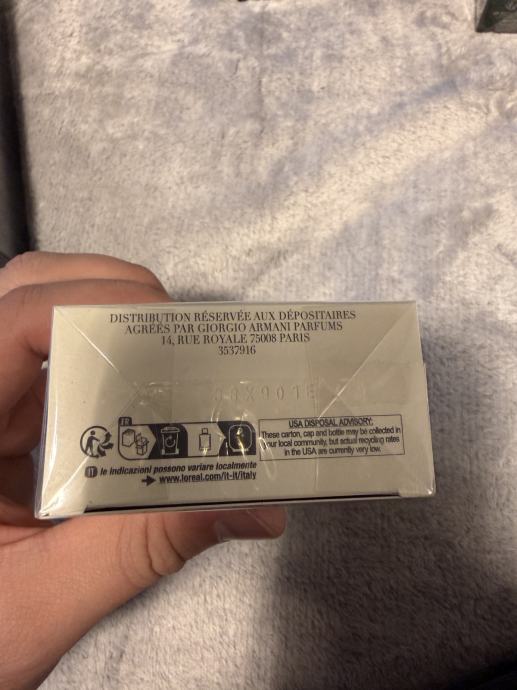 DISTRIBUTION RÉSERVÉE AUX DÉPOSITAIRES
AGRÉÉS PAR GIORGIO ARMANI PARFUMS
14, RUE ROYALE 75008 PARIS
3537916
FR
USA DISPOSAL ADVISORY:
These carton, cap and bottle may be collected in
your local community, but actual recycling rates
in the USA are currently very low.
IT le indicazioni possono variare localmente
www.loreal.com/it-it/italy